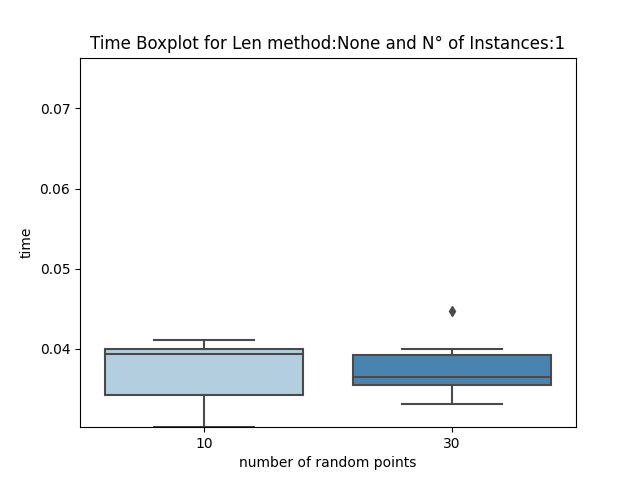 Time Boxplot for Len method:None and N° of Instances:1
0.07
0.06
0.05
0.04
time
10
30
number of random points